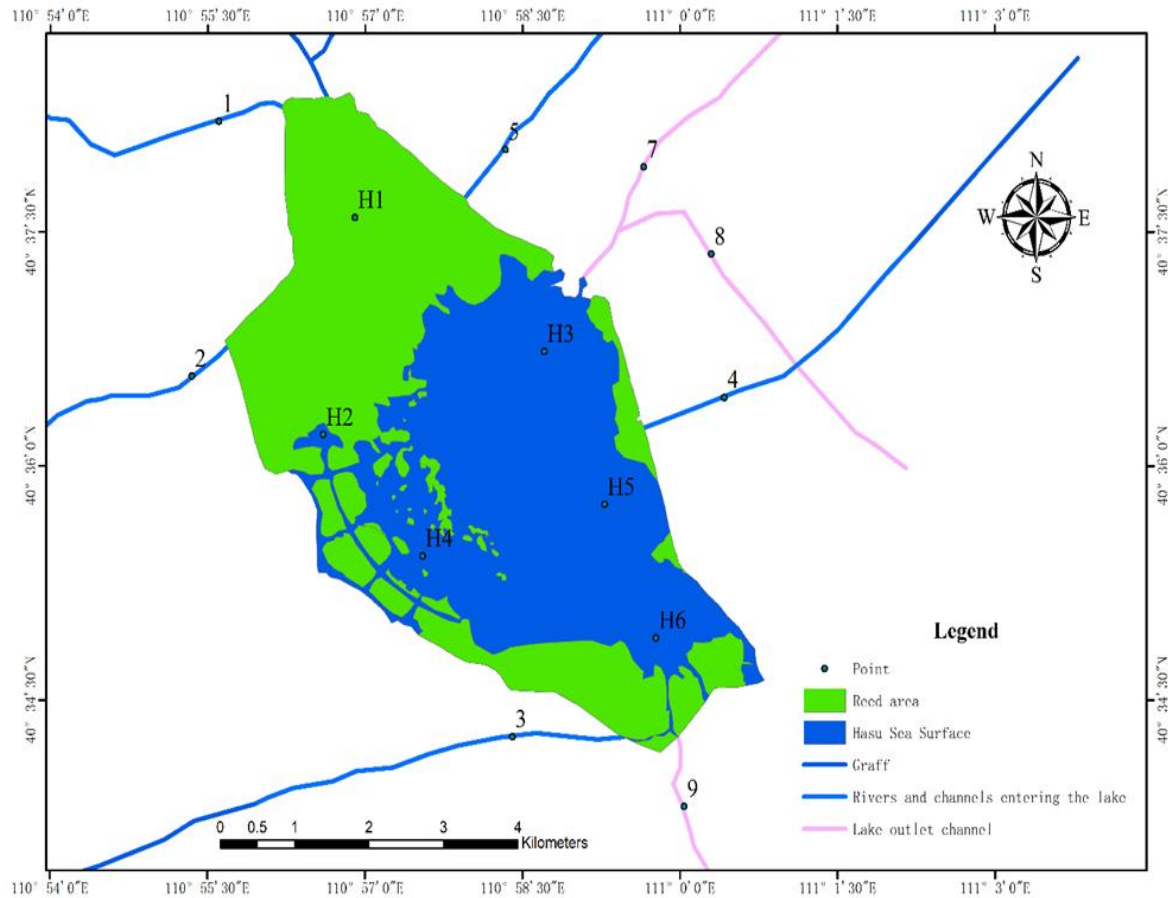 110° 54′0″E 110° 55′30″E 110° 57′0″E 110° 58′30″E 111° 0′0″E 111° 1′30″E 111° 3′0″E
1
5
7
N
H1
40° 37′30″N
W E
40° 37′30″N
8
S
H3
2
4
H2
40° 36′0″N
40° 36′0″N
H5
H4
H6
Legend
Point
40° 34′30″N
Reed area
40° 34′30″N
3
Hasu Sea Surface
Graff
9
Rivers and channels entering the lake
0 0.5 1 2 3 4
Kilometers
Lake outlet channel
110° 54′0″E 110° 55′30″E 110° 57′0″E 110° 58′30″E 111° 0′0″E 111° 1′30″E 111° 3′0″E